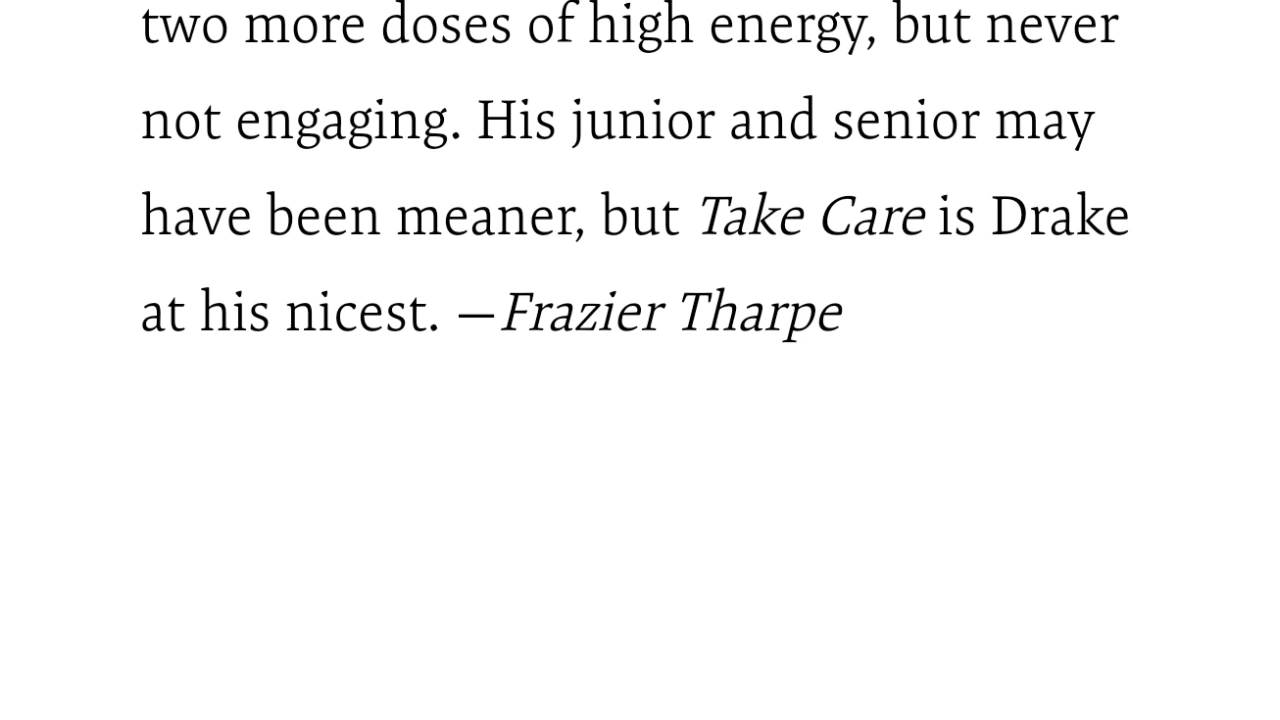 two more doses of high energy, but never
not engaging. His junior and senior may
have been meaner, but Take Care is Drake
at his nicest. —Frazier Tharpe